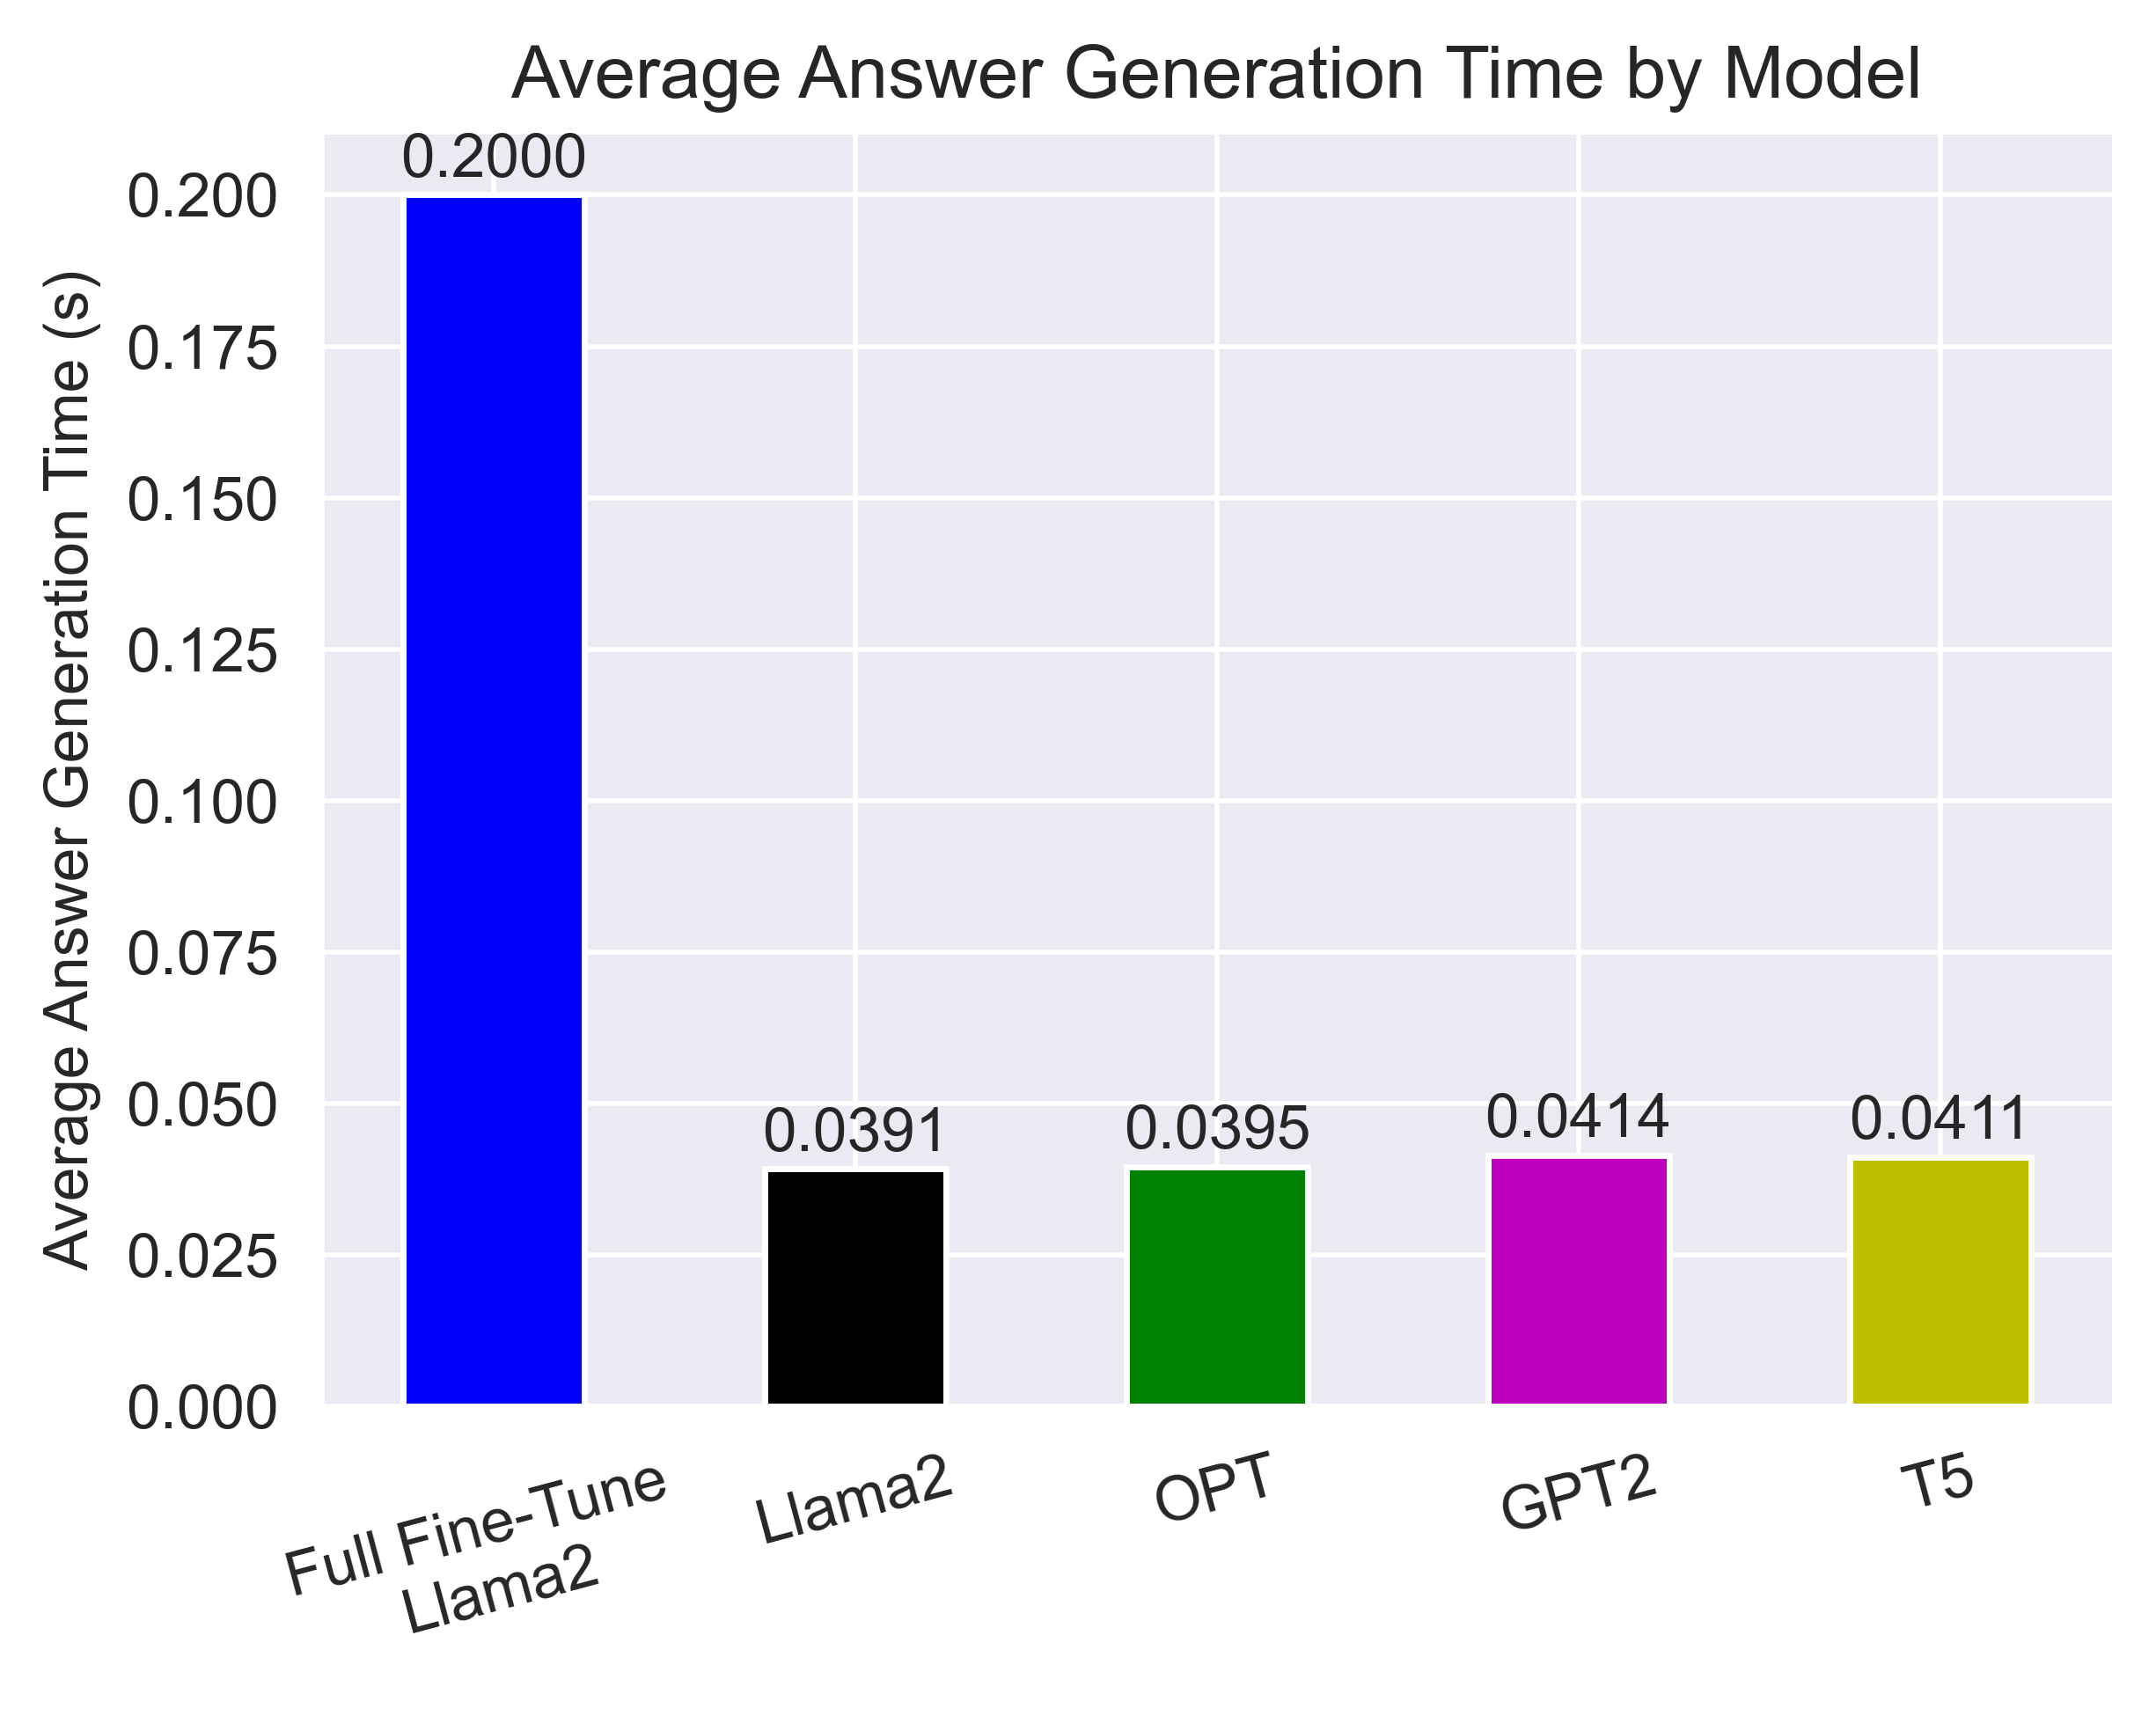 Average Answer Generation Time by Model
Average Answer Generation Time (s)
0.200
0.175
0.150
0.125
0.100
0.075
0.050
0.025
0.000
0.2000
0.0391
0.0395
0.0414
0.0411
Full Fine-Tune
Llama2
Llama2
OPT
GPT2
T5